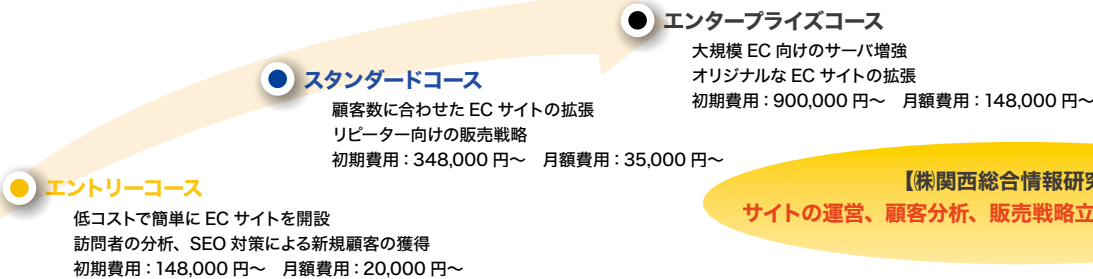 エンタープライズコース
大規模 EC 向けのサーバ増強
オリジナルな EC サイトの拡張
初期費用：900,000 円〜　月額費用：148,000 円〜
スタンダードコース
顧客数に合わせた EC サイトの拡張
リピーター向けの販売戦略
初期費用：348,000 円〜　月額費用：35,000 円〜
エントリーコース
低コストで簡単に EC サイトを開設
訪問者の分析、SEO 対策による新規顧客の獲得
初期費用：148,000 円〜　月額費用：20,000 円〜
【㈱関西総合情報研究
サイトの運営、顧客分析、販売戦略立